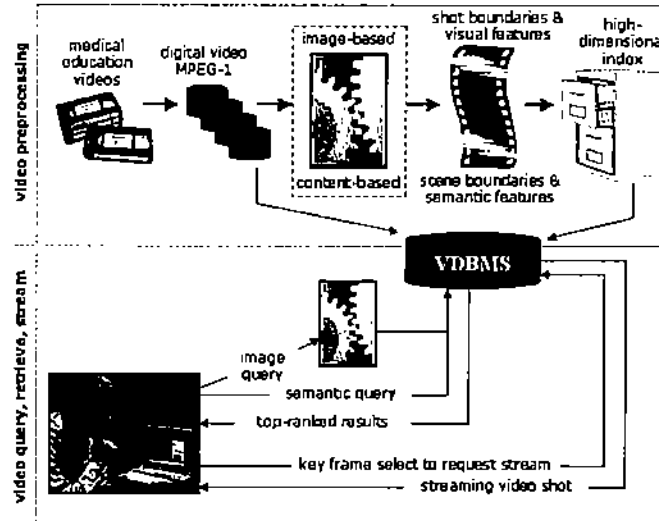 video preprocessing
medical
education
videos
digital video
MPEG-1
image-based
content-based
shot boundaries &
visual features
scene boundaries &
semantic features
high-
dimensional
index
VDBMS
video query, retrieve, stream
image
query
semantic query
top-ranked results
key frame select to request stream
streaming video shot